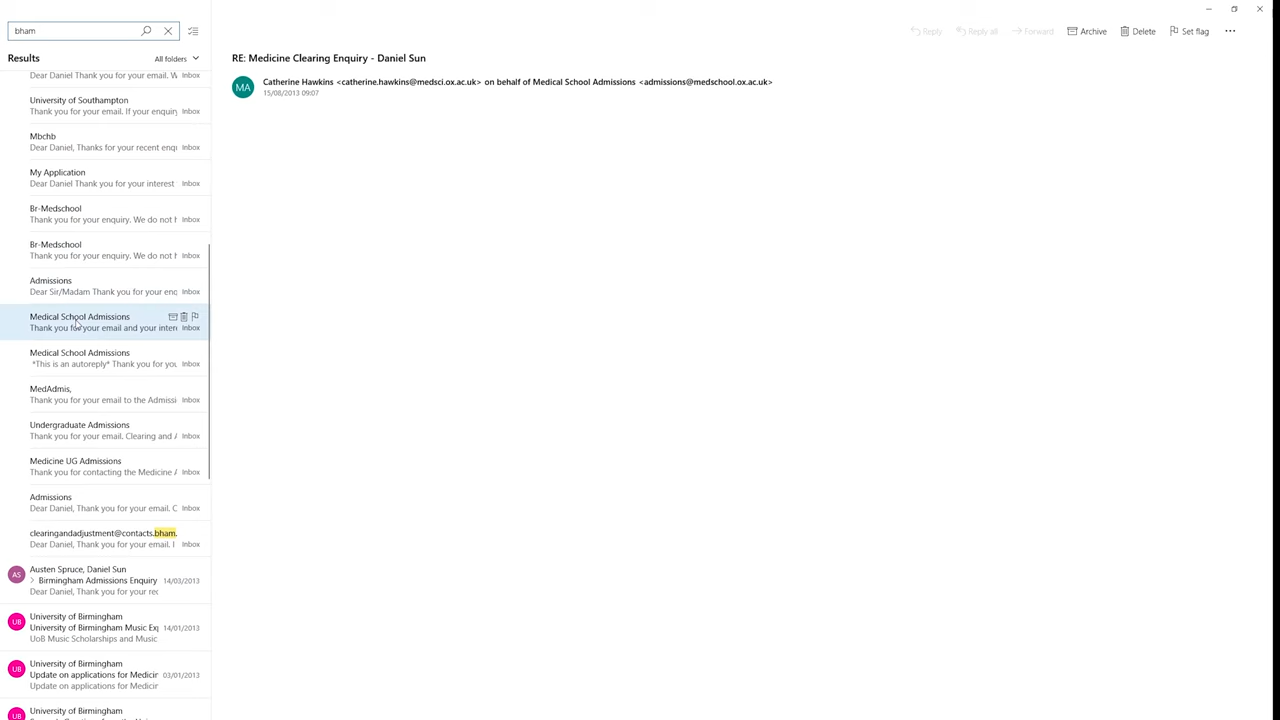 bham
Reply
Reply all
Forward
Archive
Delete
Set flag
Results
All folders
RE: Medicine Clearing Enquiry - Daniel Sun
MA
Catherine Hawkins <catherine.hawkins@medsci.ox.ac.uk> on behalf of Medical School Admissions <admissions@medschool.ox.ac.uk>
15/08/2013 09:07
Dear Daniel Thank you for your email. W Inbox
University of Southampton
Thank you for your email. If your enquiry Inbox
Mbchb
Dear Daniel, Thanks for your recent enqu Inbox
My Application
Dear Daniel Thank you for your interest Inbox
Br-Medschool
Thank you for your enquiry. We do not Inbox
Br-Medschool
Thank you for your enquiry. We do not Inbox
Admissions
Dear Sir/Madam Thank you for your enq Inbox
Medical School Admissions
Thank you for your email and your inter Inbox
Medical School Admissions
*This is an autoreply* Thank you for you Inbox
MedAdmis,
Thank you for your email to the Admissi Inbox
Undergraduate Admissions
Thank you for your email. Clearing and Inbox
Medicine UG Admissions
Thank you for contacting the Medicine Inbox
Admissions
Dear Daniel, Thank you for your email. C Inbox
clearingandadjustment@contacts.bham.
Dear Daniel, Thank you for your email. I Inbox
AS
Austen Spruce, Daniel Sun
Birmingham Admissions Enquiry 14/03/2013
Dear Daniel, Thank you for your rec
UB
University of Birmingham
University of Birmingham Music Ex 14/01/2013
UoB Music Scholarships and Music
UB
University of Birmingham
Update on applications for Medicin 03/01/2013
Update on applications for Medicin
UB
University of Birmingham